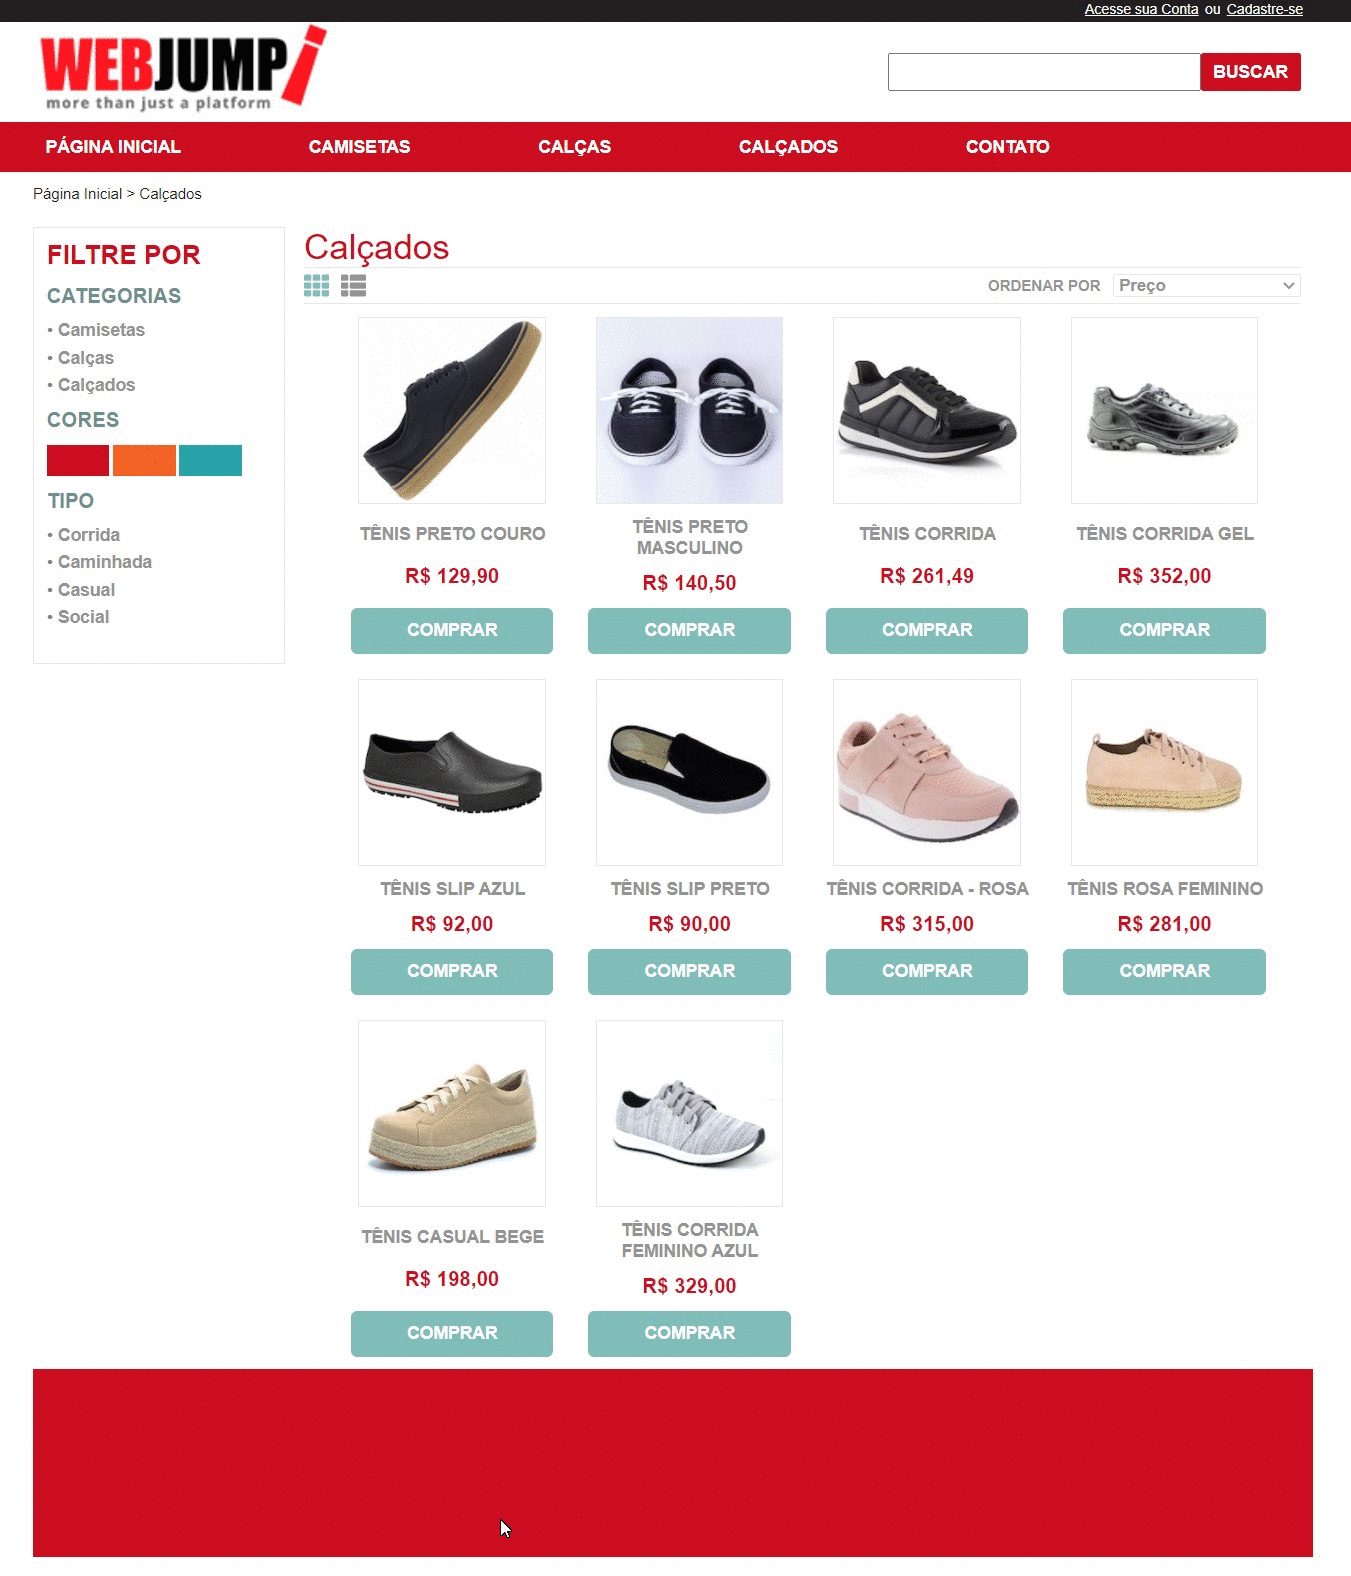 Acesse sua Conta ou Cadastre-se
WEBJUMP!
more than just a platform
BUSCAR
PÁGINA INICIAL CAMISETAS CALÇAS CALÇADOS CONTATO
Página Inicial > Calçados
FILTRE POR
CATEGORIAS
• Camisetas
• Calças
• Calçados
CORES
TIPO
• Corrida
• Caminhada
• Casual
• Social
Calçados
ORDENAR POR Preço
TÊNIS PRETO COURO
R$ 129,90
COMPRAR
TÊNIS PRETO
MASCULINO
R$ 140,50
COMPRAR
TÊNIS CORRIDA
R$ 261,49
COMPRAR
TÊNIS CORRIDA GEL
R$ 352,00
COMPRAR
TÊNIS SLIP AZUL
R$ 92,00
COMPRAR
TÊNIS SLIP PRETO
R$ 90,00
COMPRAR
TÊNIS CORRIDA - ROSA
R$ 315,00
COMPRAR
TÊNIS ROSA FEMININO
R$ 281,00
COMPRAR
TÊNIS CASUAL BEGE
R$ 198,00
COMPRAR
TÊNIS CORRIDA
FEMININO AZUL
R$ 329,00
COMPRAR